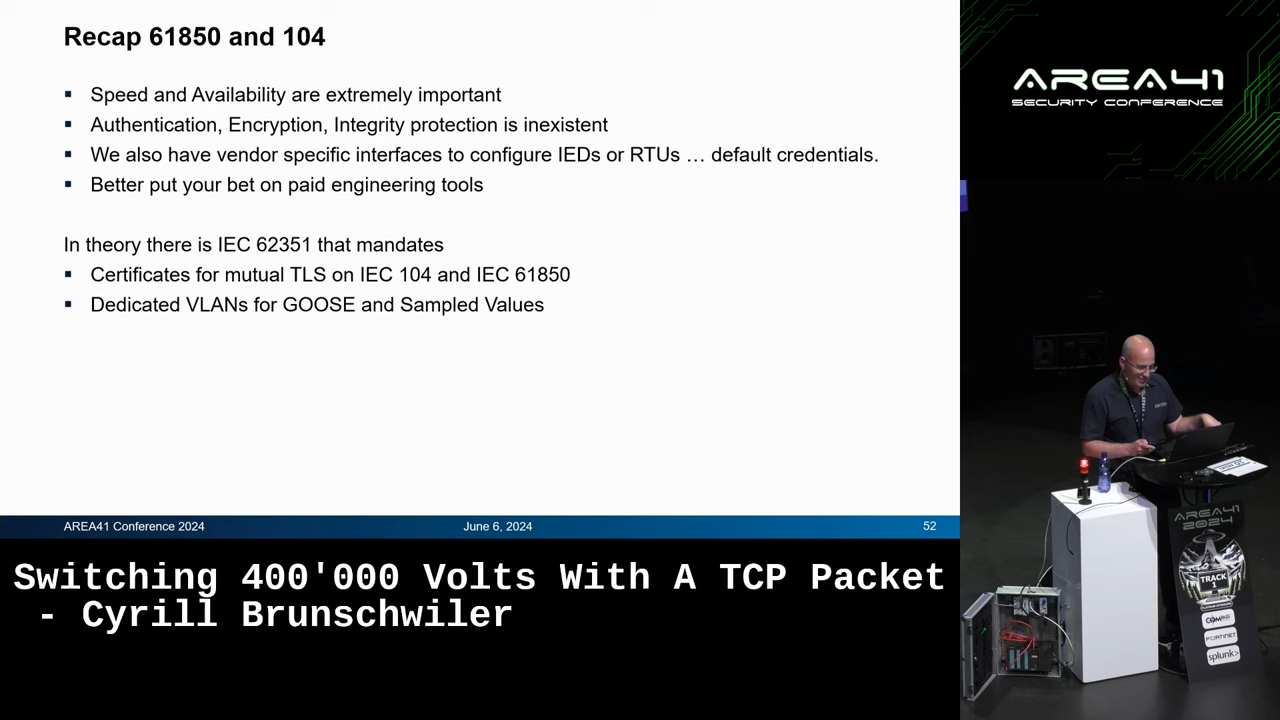 Recap 61850 and 104
▪ Speed and Availability are extremely important
▪ Authentication, Encryption, Integrity protection is inexistent
▪ We also have vendor specific interfaces to configure IEDs or RTUs … default credentials.
▪ Better put your bet on paid engineering tools
In theory there is IEC 62351 that mandates
▪ Certificates for mutual TLS on IEC 104 and IEC 61850
▪ Dedicated VLANs for GOOSE and Sampled Values
AREA41 Conference 2024 June 6, 2024 52
Switching 400'000 Volts With A TCP Packet
- Cyrill Brunschwiler
AREA41
SECURITY CONFERENCE
AREA41
2024
TRACK
1
COMPASS
FORTINET
splunk>